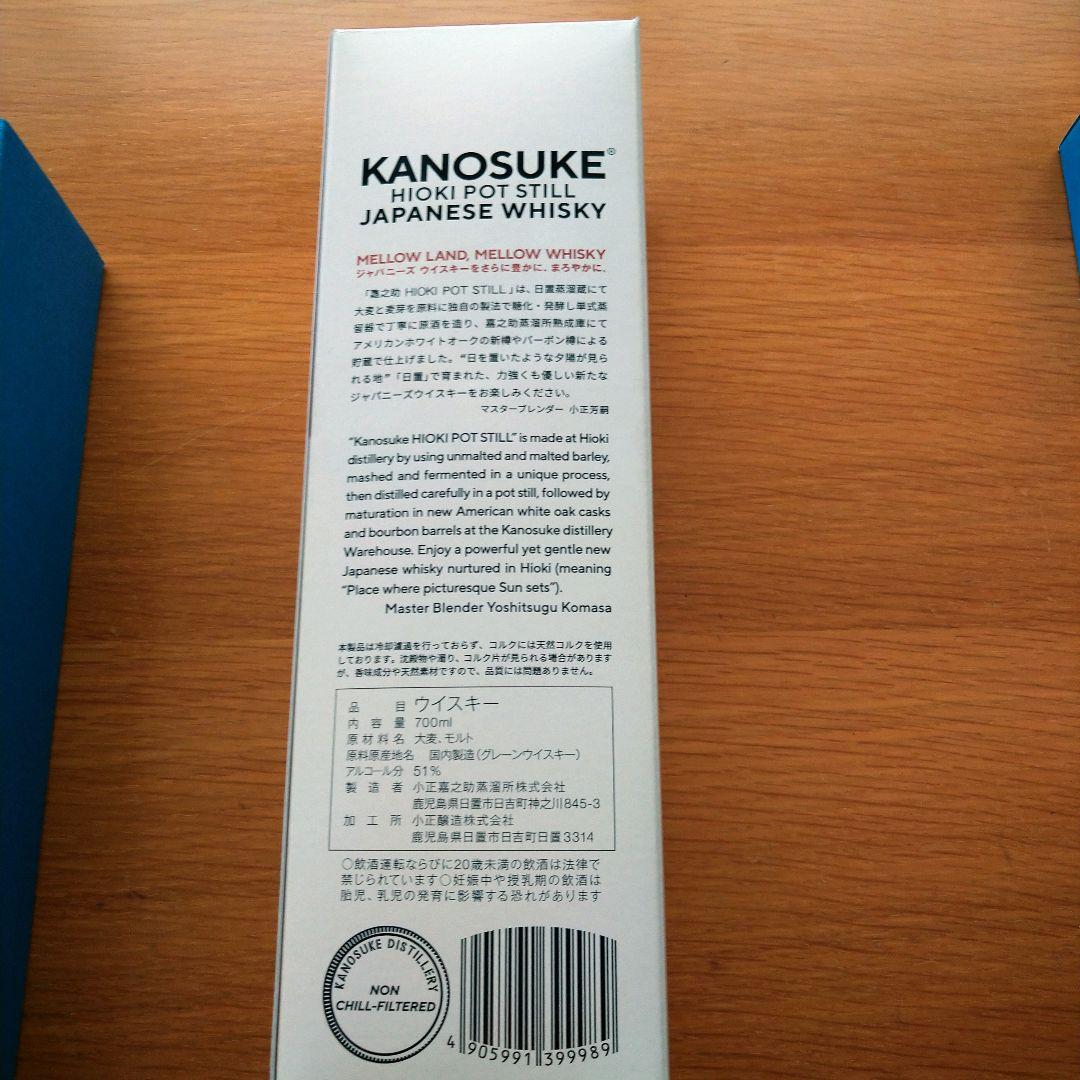 KANOSUKE®
HIOKI POT STILL
JAPANESE WHISKY
MELLOW LAND, MELLOW WHISKY
ジャパニーズ ウイスキーをさらに豊かに、まろやかに。
「嘉之助 HIOKI POT STILL」は、日置蒸溜蔵にて
大麦と麦芽を原料に独自の製法で糖化・発酵し単式蒸
留器で丁寧に原酒を造り、嘉之助蒸溜所熟成庫にて
アメリカンホワイトオークの新樽やバーボン樽による
貯蔵で仕上げました。“日を置いたような夕陽が見ら
れる地”「日置」で育まれた、力強くも優しい新たな
ジャパニーズウイスキーをお楽しみください。
マスターブレンダー 小正芳嗣
“Kanosuke HIOKI POT STILL” is made at Hioki
distillery by using unmalted and malted barley,
mashed and fermented in a unique process,
then distilled carefully in a pot still, followed by
maturation in new American white oak casks
and bourbon barrels at the Kanosuke distillery
Warehouse. Enjoy a powerful yet gentle new
Japanese whisky nurtured in Hioki (meaning
“Place where picturesque Sun sets”).
Master Blender Yoshitsugu Komasa
本製品は冷却濾過を行っておらず、コルクには天然コルクを使用
しております。沈殿物や濁り、コルク片が見られる場合があります
が、香味成分や天然素材ですので、品質には問題ありません。
品目 ウイスキー
内容量 700ml
原材料名 大麦、モルト
原料原産地名 国内製造(グレーンウイスキー)
アルコール分 51%
製造者 小正嘉之助蒸溜所株式会社
鹿児島県日置市日吉町神之川845-3
加工所 小正醸造株式会社
鹿児島県日置市日吉町日置3314
○飲酒運転ならびに20歳未満の飲酒は法律で
禁じられています○妊娠中や授乳期の飲酒は
胎児、乳児の発育に影響する恐れがあります
KANOSUKE DISTILLERY
NON
CHILL-FILTERED
4 905991 399989